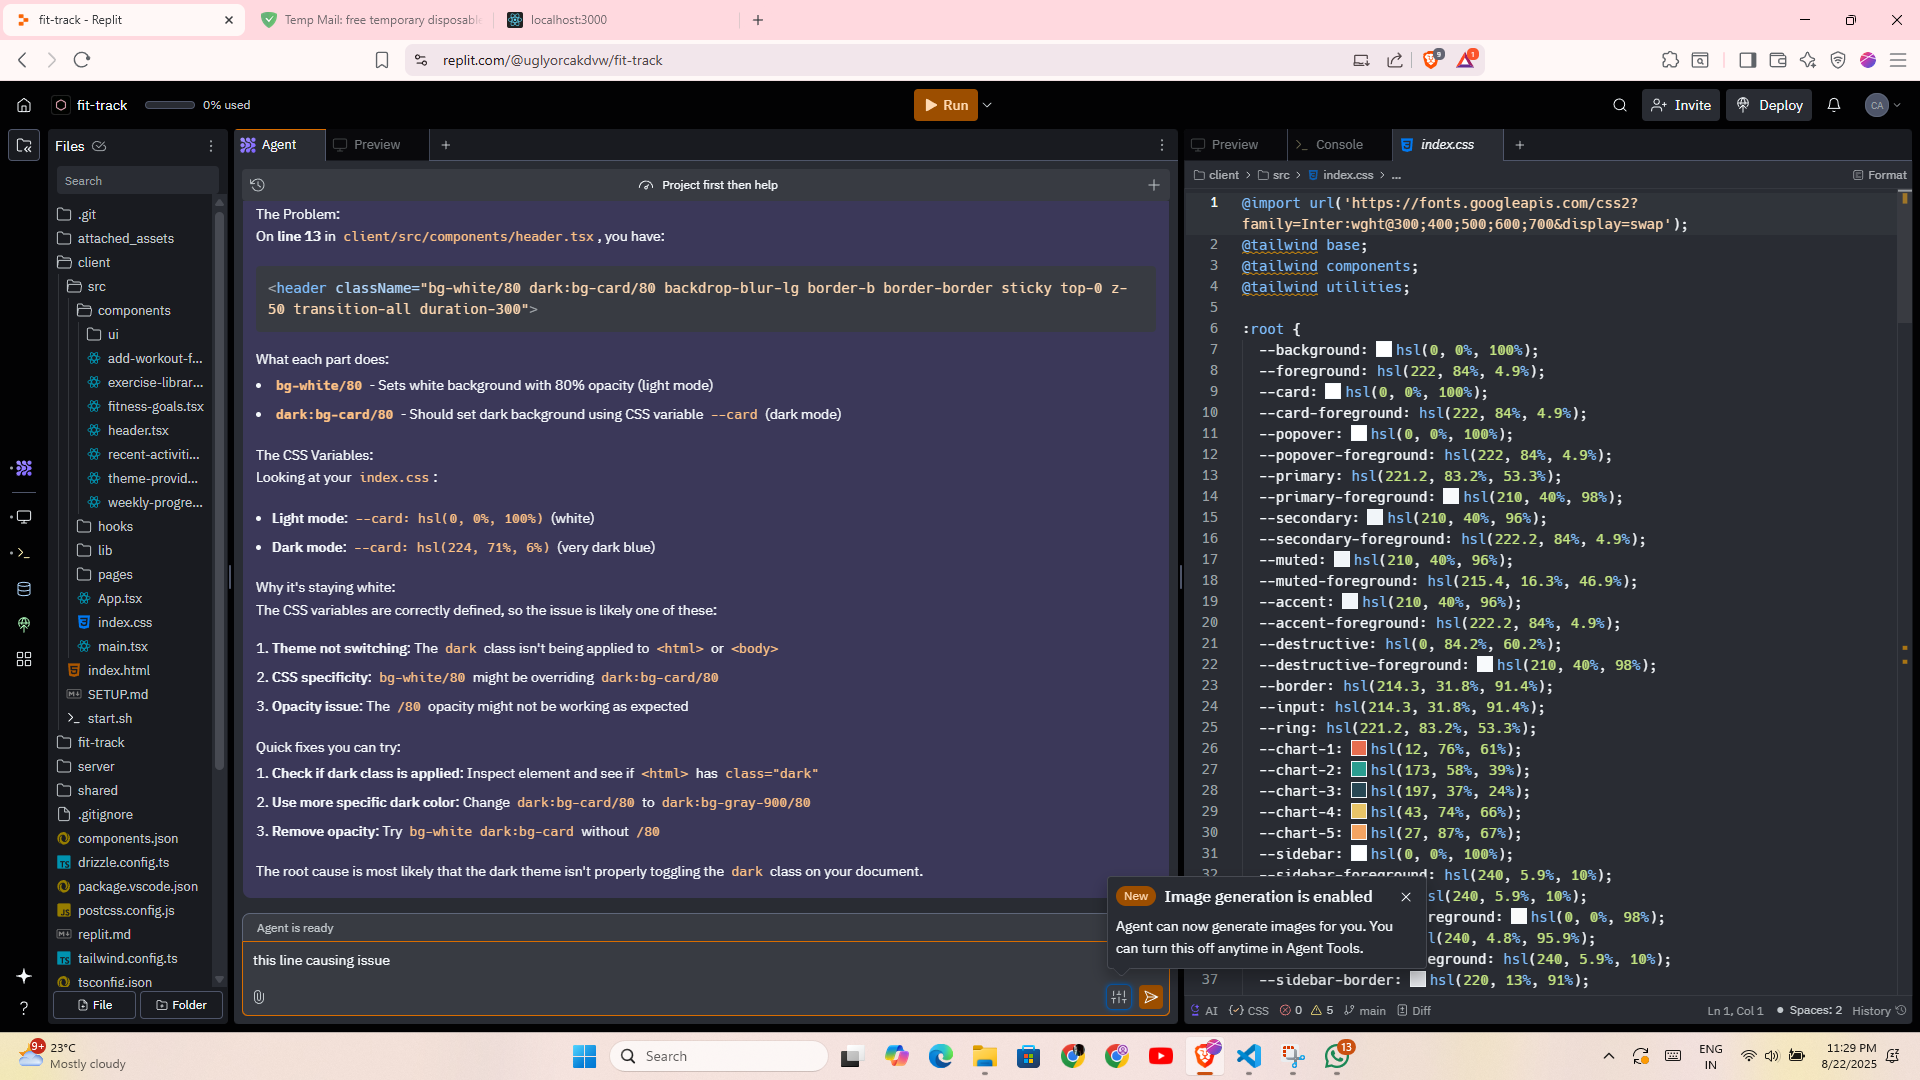 fit-track - Replit
Temp Mail: free temporary disposabl
localhost:3000
replit.com/@uglyorcakdvw/fit-track
9
1
fit-track
0% used
Run
Invite
Deploy
CA
Files
Search
.git
attached_assets
client
src
components
ui
add-workout-f...
exercise-librar...
fitness-goals.tsx
header.tsx
recent-activiti...
theme-provid...
weekly-progre...
hooks
lib
pages
App.tsx
index.css
main.tsx
index.html
SETUP.md
start.sh
fit-track
server
shared
.gitignore
components.json
drizzle.config.ts
package.vscode.json
postcss.config.js
replit.md
tailwind.config.ts
tsconfig.json
File
Folder
Agent
Preview
Project first then help
The Problem:
On line 13 in client/src/components/header.tsx , you have:
<header className="bg-white/80 dark:bg-card/80 backdrop-blur-lg border-b border-border sticky top-0 z-
50 transition-all duration-300">
What each part does:
• bg-white/80 - Sets white background with 80% opacity (light mode)
• dark:bg-card/80 - Should set dark background using CSS variable --card (dark mode)
The CSS Variables:
Looking at your index.css :
• Light mode: --card: hsl(0, 0%, 100%) (white)
• Dark mode: --card: hsl(224, 71%, 6%) (very dark blue)
Why it's staying white:
The CSS variables are correctly defined, so the issue is likely one of these:
1. Theme not switching: The dark class isn't being applied to <html> or <body>
2. CSS specificity: bg-white/80 might be overriding dark:bg-card/80
3. Opacity issue: The /80 opacity might not be working as expected
Quick fixes you can try:
1. Check if dark class is applied: Inspect element and see if <html> has class="dark"
2. Use more specific dark color: Change dark:bg-card/80 to dark:bg-gray-900/80
3. Remove opacity: Try bg-white dark:bg-card without /80
The root cause is most likely that the dark theme isn't properly toggling the dark class on your document.
Agent is ready
this line causing issue
New Image generation is enabled
Agent can now generate images for you. You
can turn this off anytime in Agent Tools.
Preview
Console
index.css
client > src > index.css > ...
Format
1 @import url('https://fonts.googleapis.com/css2?
family=Inter:wght@300;400;500;600;700&display=swap');
2 @tailwind base;
3 @tailwind components;
4 @tailwind utilities;
5
6 :root {
7 --background: hsl(0, 0%, 100%);
8 --foreground: hsl(222, 84%, 4.9%);
9 --card: hsl(0, 0%, 100%);
10 --card-foreground: hsl(222, 84%, 4.9%);
11 --popover: hsl(0, 0%, 100%);
12 --popover-foreground: hsl(222, 84%, 4.9%);
13 --primary: hsl(221.2, 83.2%, 53.3%);
14 --primary-foreground: hsl(210, 40%, 98%);
15 --secondary: hsl(210, 40%, 96%);
16 --secondary-foreground: hsl(222.2, 84%, 4.9%);
17 --muted: hsl(210, 40%, 96%);
18 --muted-foreground: hsl(215.4, 16.3%, 46.9%);
19 --accent: hsl(210, 40%, 96%);
20 --accent-foreground: hsl(222.2, 84%, 4.9%);
21 --destructive: hsl(0, 84.2%, 60.2%);
22 --destructive-foreground: hsl(210, 40%, 98%);
23 --border: hsl(214.3, 31.8%, 91.4%);
24 --input: hsl(214.3, 31.8%, 91.4%);
25 --ring: hsl(221.2, 83.2%, 53.3%);
26 --chart-1: hsl(12, 76%, 61%);
27 --chart-2: hsl(173, 58%, 39%);
28 --chart-3: hsl(197, 37%, 24%);
29 --chart-4: hsl(43, 74%, 66%);
30 --chart-5: hsl(27, 87%, 67%);
31 --sidebar: hsl(0, 0%, 100%);
32 --sidebar-foreground: hsl(240, 5.9%, 10%);
sl(240, 5.9%, 10%);
reground: hsl(0, 0%, 98%);
l(240, 4.8%, 95.9%);
eground: hsl(240, 5.9%, 10%);
37 --sidebar-border: hsl(220, 13%, 91%);
AI
CSS
0
5
main
Diff
Ln 1, Col 1
Spaces: 2
History
9+
23°C
Mostly cloudy
Search
13
ENG
IN
11:29 PM
8/22/2025